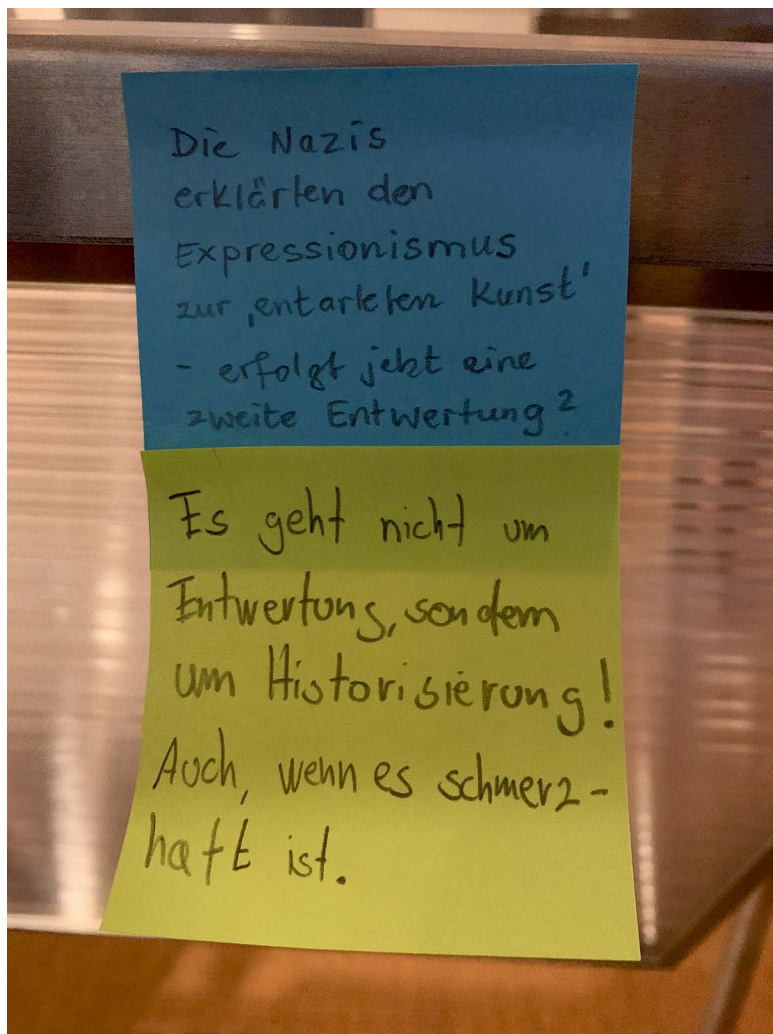 Die Nazis
erklärten den
Expressionismus
zur ‚entarteten Kunst'
- erfolgt jetzt eine
zweite Entwertung?
Es geht nicht um
Entwertung, sondern
um Historisierung!
Auch, wenn es schmerz-
haft ist.